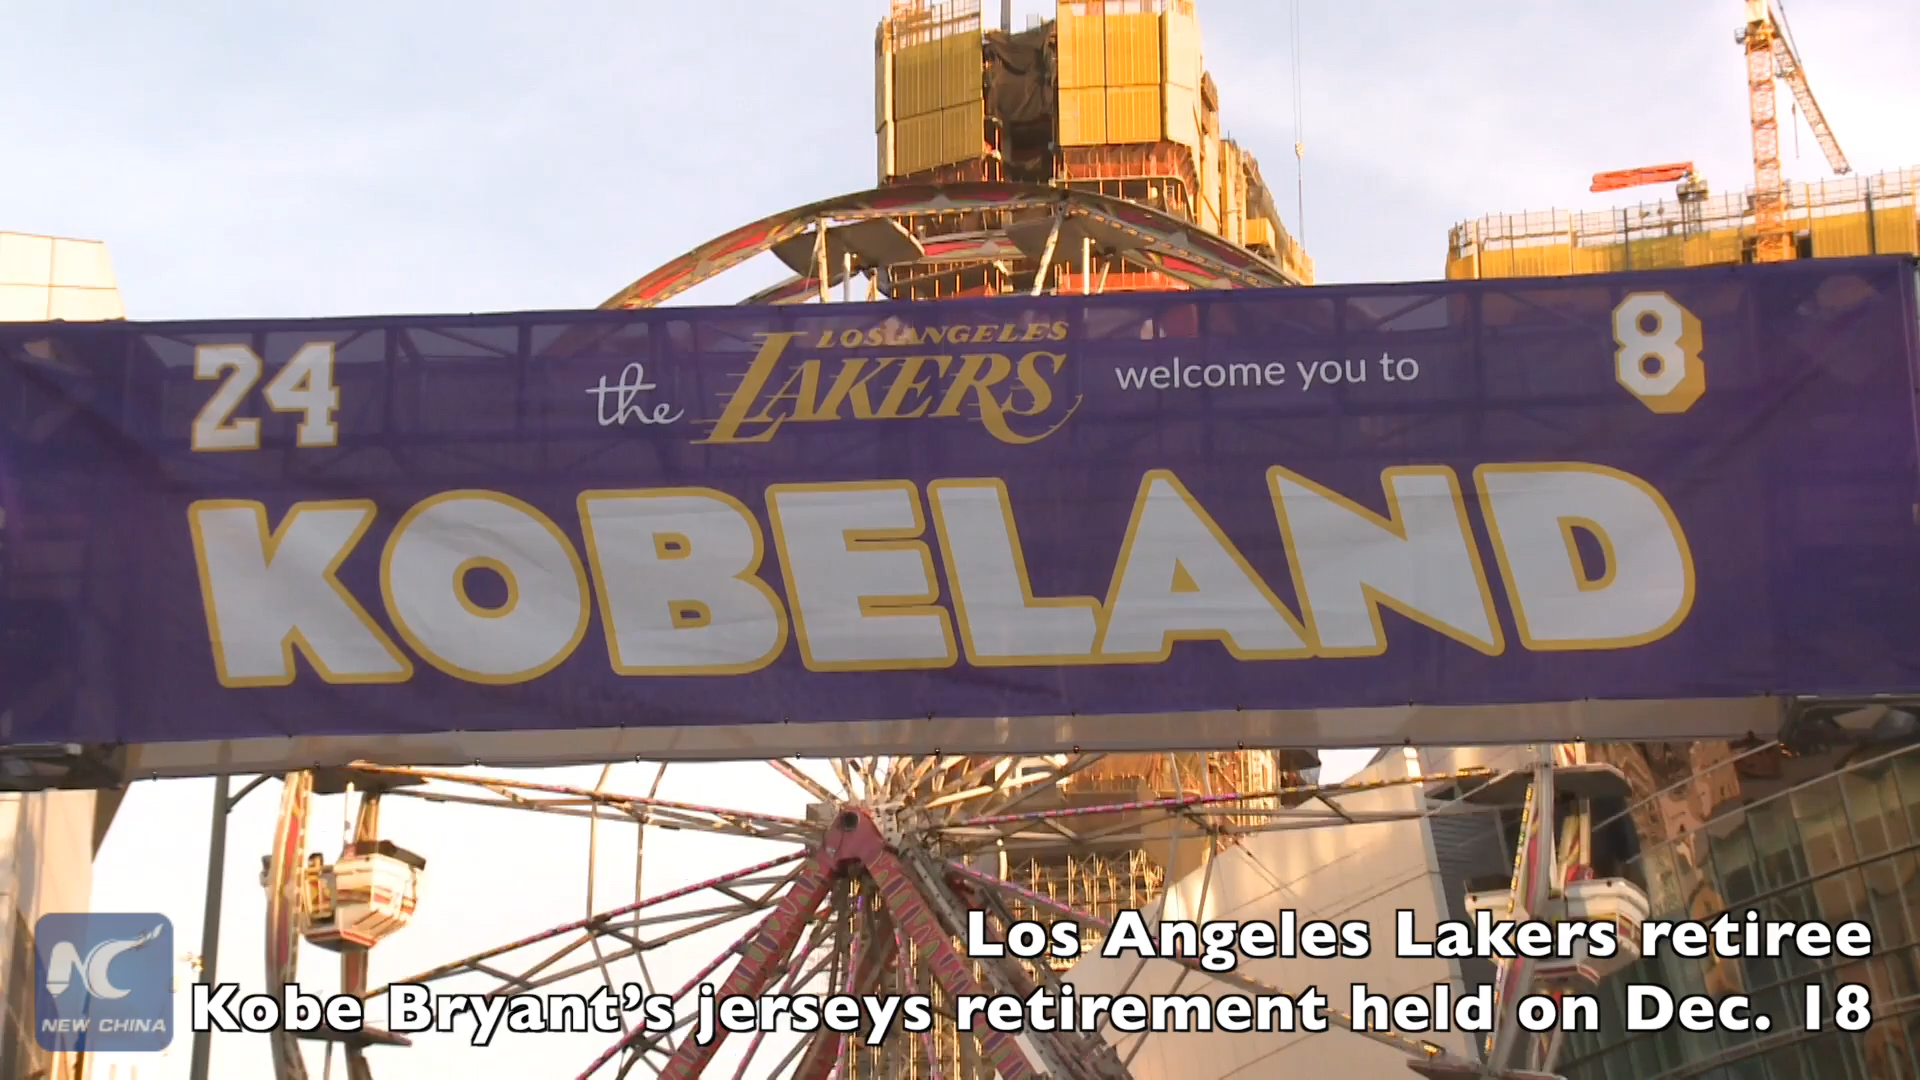 24
8
the LOS ANGELES LAKERS welcome you to
KOBELAND
Los Angeles Lakers retiree
Kobe Bryant’s jerseys retirement held on Dec. 18
NC
NEW CHINA